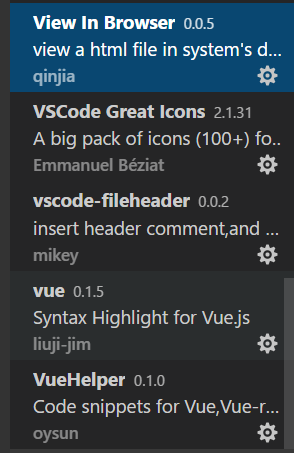 View In Browser 0.0.5
view a html file in system's d...
qinjia
VSCode Great Icons 2.1.31
A big pack of icons (100+) fo...
Emmanuel Béziat
vscode-fileheader 0.0.2
insert header comment,and ...
mikey
vue 0.1.5
Syntax Highlight for Vue.js
liuji-jim
VueHelper 0.1.0
Code snippets for Vue,Vue-r...
oysun